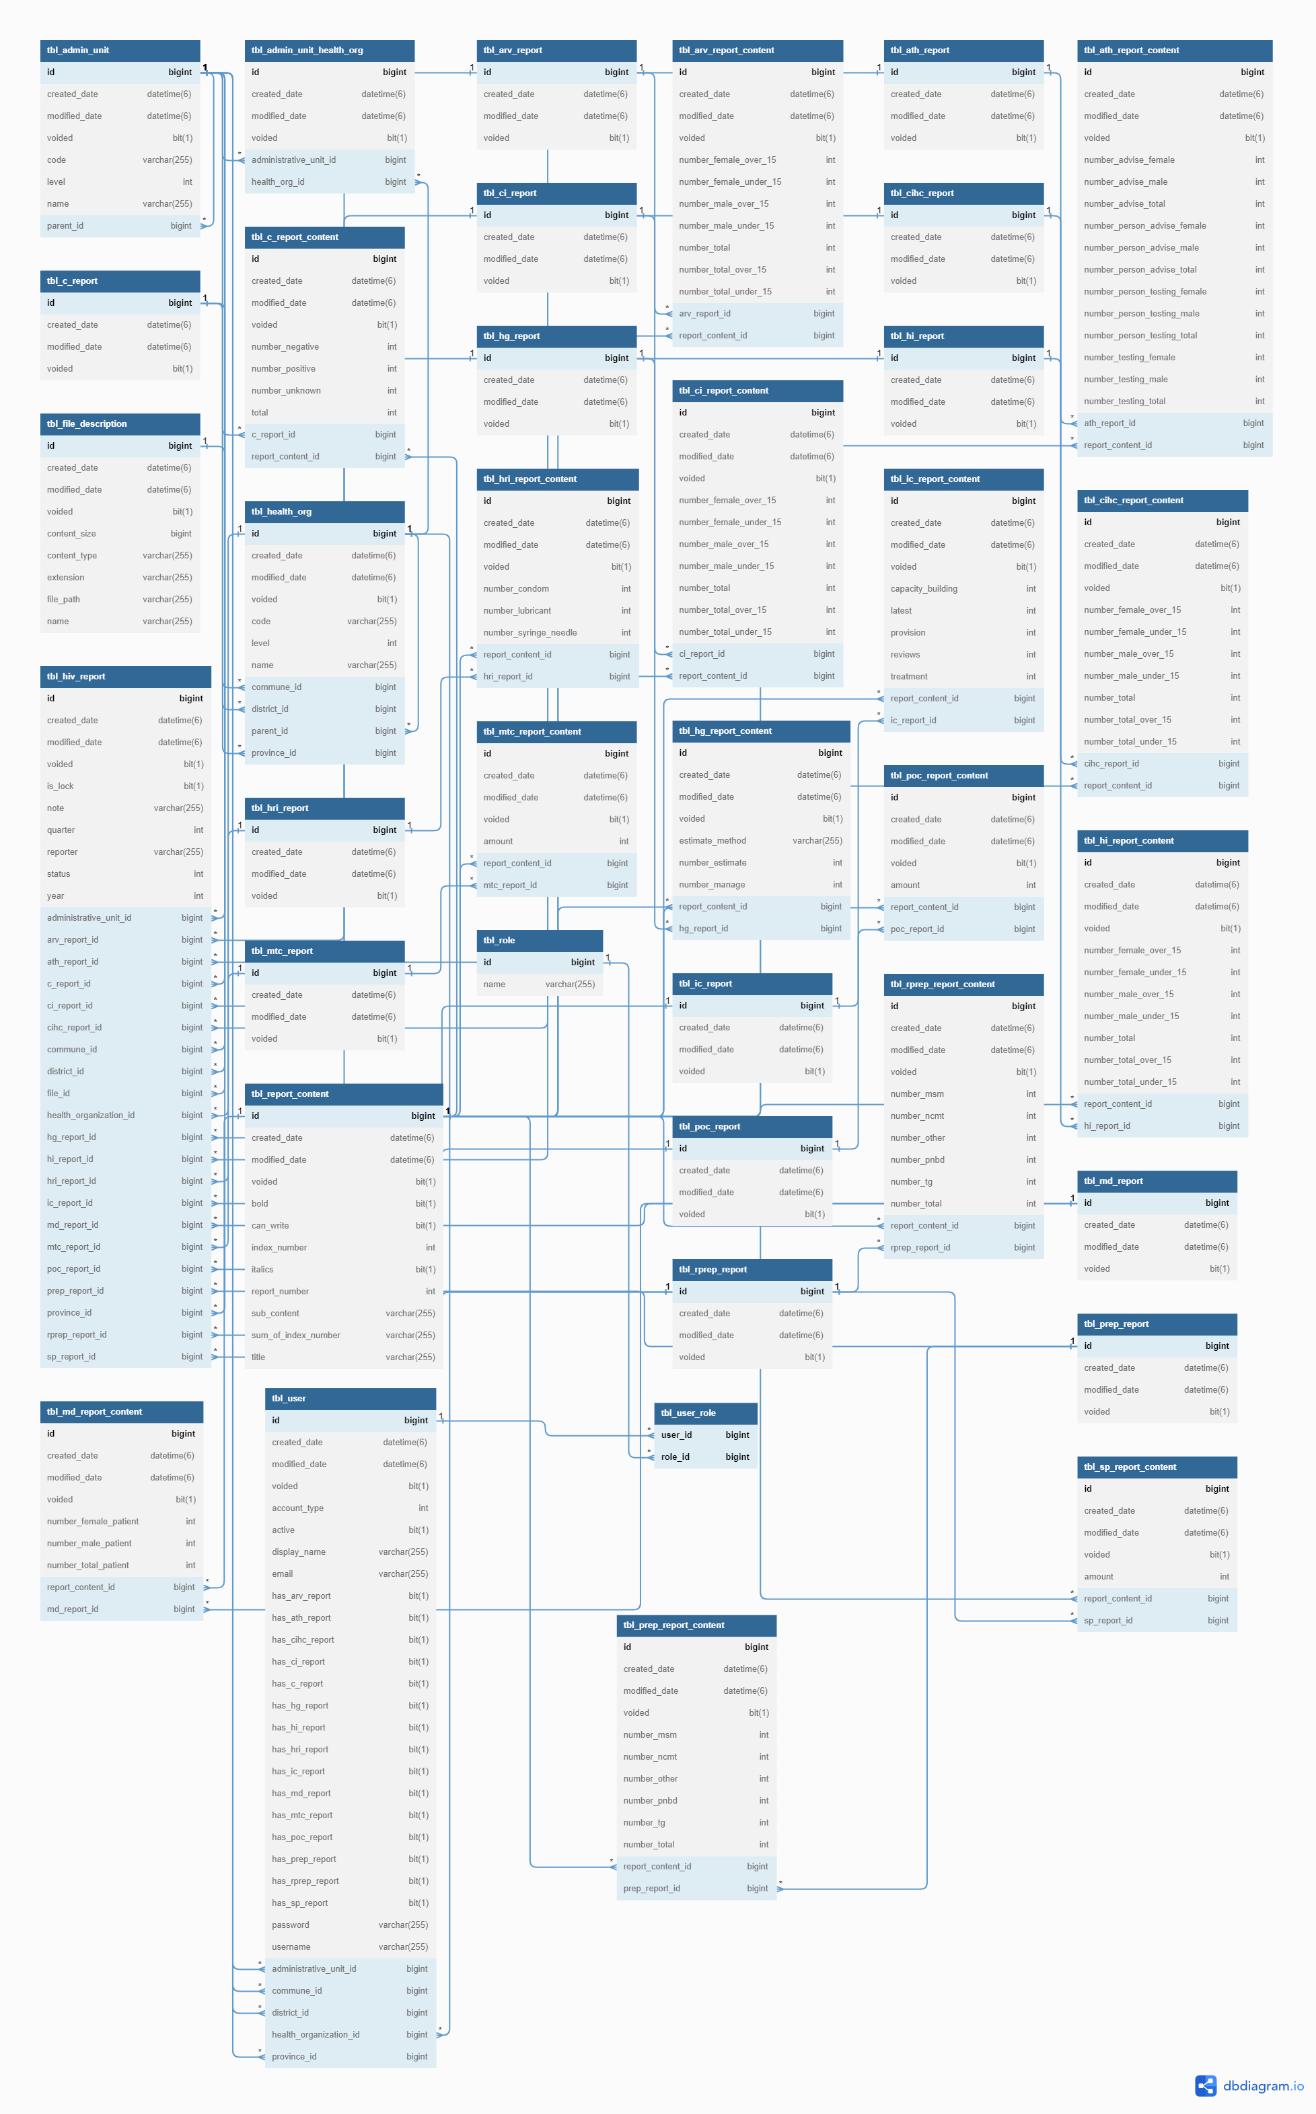 tbl_admin_unit
id bigint
created_date datetime(6)
modified_date datetime(6)
voided bit(1)
code varchar(255)
level int
name varchar(255)
parent_id bigint
tbl_c_report
id bigint
created_date datetime(6)
modified_date datetime(6)
voided bit(1)
tbl_file_description
id bigint
created_date datetime(6)
modified_date datetime(6)
voided bit(1)
content_size bigint
content_type varchar(255)
extension varchar(255)
file_path varchar(255)
name varchar(255)
tbl_hiv_report
id bigint
created_date datetime(6)
modified_date datetime(6)
voided bit(1)
is_lock bit(1)
note varchar(255)
quarter int
reporter varchar(255)
status int
year int
administrative_unit_id bigint
arv_report_id bigint
ath_report_id bigint
c_report_id bigint
ci_report_id bigint
cihc_report_id bigint
commune_id bigint
district_id bigint
file_id bigint
health_organization_id bigint
hg_report_id bigint
hi_report_id bigint
hri_report_id bigint
ic_report_id bigint
md_report_id bigint
mtc_report_id bigint
poc_report_id bigint
prep_report_id bigint
province_id bigint
rprep_report_id bigint
sp_report_id bigint
tbl_md_report_content
id bigint
created_date datetime(6)
modified_date datetime(6)
voided bit(1)
number_female_patient int
number_male_patient int
number_total_patient int
report_content_id bigint
md_report_id bigint
tbl_admin_unit_health_org
id bigint
created_date datetime(6)
modified_date datetime(6)
voided bit(1)
administrative_unit_id bigint
health_org_id bigint
tbl_c_report_content
id bigint
created_date datetime(6)
modified_date datetime(6)
voided bit(1)
number_negative int
number_positive int
number_unknown int
total int
c_report_id bigint
report_content_id bigint
tbl_health_org
id bigint
created_date datetime(6)
modified_date datetime(6)
voided bit(1)
code varchar(255)
level int
name varchar(255)
commune_id bigint
district_id bigint
parent_id bigint
province_id bigint
tbl_hri_report
id bigint
created_date datetime(6)
modified_date datetime(6)
voided bit(1)
tbl_mtc_report
id bigint
created_date datetime(6)
modified_date datetime(6)
voided bit(1)
tbl_report_content
id bigint
created_date datetime(6)
modified_date datetime(6)
voided bit(1)
bold bit(1)
can_write bit(1)
index_number int
italics bit(1)
report_number int
sub_content varchar(255)
sum_of_index_number varchar(255)
title varchar(255)
tbl_user
id bigint
created_date datetime(6)
modified_date datetime(6)
voided bit(1)
account_type int
active bit(1)
display_name varchar(255)
email varchar(255)
has_arv_report bit(1)
has_ath_report bit(1)
has_cihc_report bit(1)
has_ci_report bit(1)
has_c_report bit(1)
has_hg_report bit(1)
has_hi_report bit(1)
has_hri_report bit(1)
has_ic_report bit(1)
has_md_report bit(1)
has_mtc_report bit(1)
has_poc_report bit(1)
has_prep_report bit(1)
has_rprep_report bit(1)
has_sp_report bit(1)
password varchar(255)
username varchar(255)
administrative_unit_id bigint
commune_id bigint
district_id bigint
health_organization_id bigint
province_id bigint
tbl_arv_report
id bigint
created_date datetime(6)
modified_date datetime(6)
voided bit(1)
tbl_ci_report
id bigint
created_date datetime(6)
modified_date datetime(6)
voided bit(1)
tbl_hg_report
id bigint
created_date datetime(6)
modified_date datetime(6)
voided bit(1)
tbl_hri_report_content
id bigint
created_date datetime(6)
modified_date datetime(6)
voided bit(1)
number_condom int
number_lubricant int
number_syringe_needle int
report_content_id bigint
hri_report_id bigint
tbl_mtc_report_content
id bigint
created_date datetime(6)
modified_date datetime(6)
voided bit(1)
amount int
report_content_id bigint
mtc_report_id bigint
tbl_role
id bigint
name varchar(255)
tbl_arv_report_content
id bigint
created_date datetime(6)
modified_date datetime(6)
voided bit(1)
number_female_over_15 int
number_female_under_15 int
number_male_over_15 int
number_male_under_15 int
number_total int
number_total_over_15 int
number_total_under_15 int
arv_report_id bigint
report_content_id bigint
tbl_ci_report_content
id bigint
created_date datetime(6)
modified_date datetime(6)
voided bit(1)
number_female_over_15 int
number_female_under_15 int
number_male_over_15 int
number_male_under_15 int
number_total int
number_total_over_15 int
number_total_under_15 int
ci_report_id bigint
report_content_id bigint
tbl_hg_report_content
id bigint
created_date datetime(6)
modified_date datetime(6)
voided bit(1)
estimate_method varchar(255)
number_estimate int
number_manage int
report_content_id bigint
hg_report_id bigint
tbl_ic_report
id bigint
created_date datetime(6)
modified_date datetime(6)
voided bit(1)
tbl_poc_report
id bigint
created_date datetime(6)
modified_date datetime(6)
voided bit(1)
tbl_rprep_report
id bigint
created_date datetime(6)
modified_date datetime(6)
voided bit(1)
tbl_user_role
user_id bigint
role_id bigint
tbl_prep_report_content
id bigint
created_date datetime(6)
modified_date datetime(6)
voided bit(1)
number_msm int
number_ncmt int
number_other int
number_pnbd int
number_tg int
number_total int
report_content_id bigint
prep_report_id bigint
tbl_ath_report
id bigint
created_date datetime(6)
modified_date datetime(6)
voided bit(1)
tbl_cihc_report
id bigint
created_date datetime(6)
modified_date datetime(6)
voided bit(1)
tbl_hi_report
id bigint
created_date datetime(6)
modified_date datetime(6)
voided bit(1)
tbl_ic_report_content
id bigint
created_date datetime(6)
modified_date datetime(6)
voided bit(1)
capacity_building int
latest int
provision int
reviews int
treatment int
report_content_id bigint
ic_report_id bigint
tbl_poc_report_content
id bigint
created_date datetime(6)
modified_date datetime(6)
voided bit(1)
amount int
report_content_id bigint
poc_report_id bigint
tbl_rprep_report_content
id bigint
created_date datetime(6)
modified_date datetime(6)
voided bit(1)
number_msm int
number_ncmt int
number_other int
number_pnbd int
number_tg int
number_total int
report_content_id bigint
rprep_report_id bigint
tbl_ath_report_content
id bigint
created_date datetime(6)
modified_date datetime(6)
voided bit(1)
number_advise_female int
number_advise_male int
number_advise_total int
number_person_advise_female int
number_person_advise_male int
number_person_advise_total int
number_person_testing_female int
number_person_testing_male int
number_person_testing_total int
number_testing_female int
number_testing_male int
number_testing_total int
ath_report_id bigint
report_content_id bigint
tbl_cihc_report_content
id bigint
created_date datetime(6)
modified_date datetime(6)
voided bit(1)
number_female_over_15 int
number_female_under_15 int
number_male_over_15 int
number_male_under_15 int
number_total int
number_total_over_15 int
number_total_under_15 int
cihc_report_id bigint
report_content_id bigint
tbl_hi_report_content
id bigint
created_date datetime(6)
modified_date datetime(6)
voided bit(1)
number_female_over_15 int
number_female_under_15 int
number_male_over_15 int
number_male_under_15 int
number_total int
number_total_over_15 int
number_total_under_15 int
report_content_id bigint
hi_report_id bigint
tbl_md_report
id bigint
created_date datetime(6)
modified_date datetime(6)
voided bit(1)
tbl_prep_report
id bigint
created_date datetime(6)
modified_date datetime(6)
voided bit(1)
tbl_sp_report_content
id bigint
created_date datetime(6)
modified_date datetime(6)
voided bit(1)
amount int
report_content_id bigint
sp_report_id bigint
dbdiagram.io